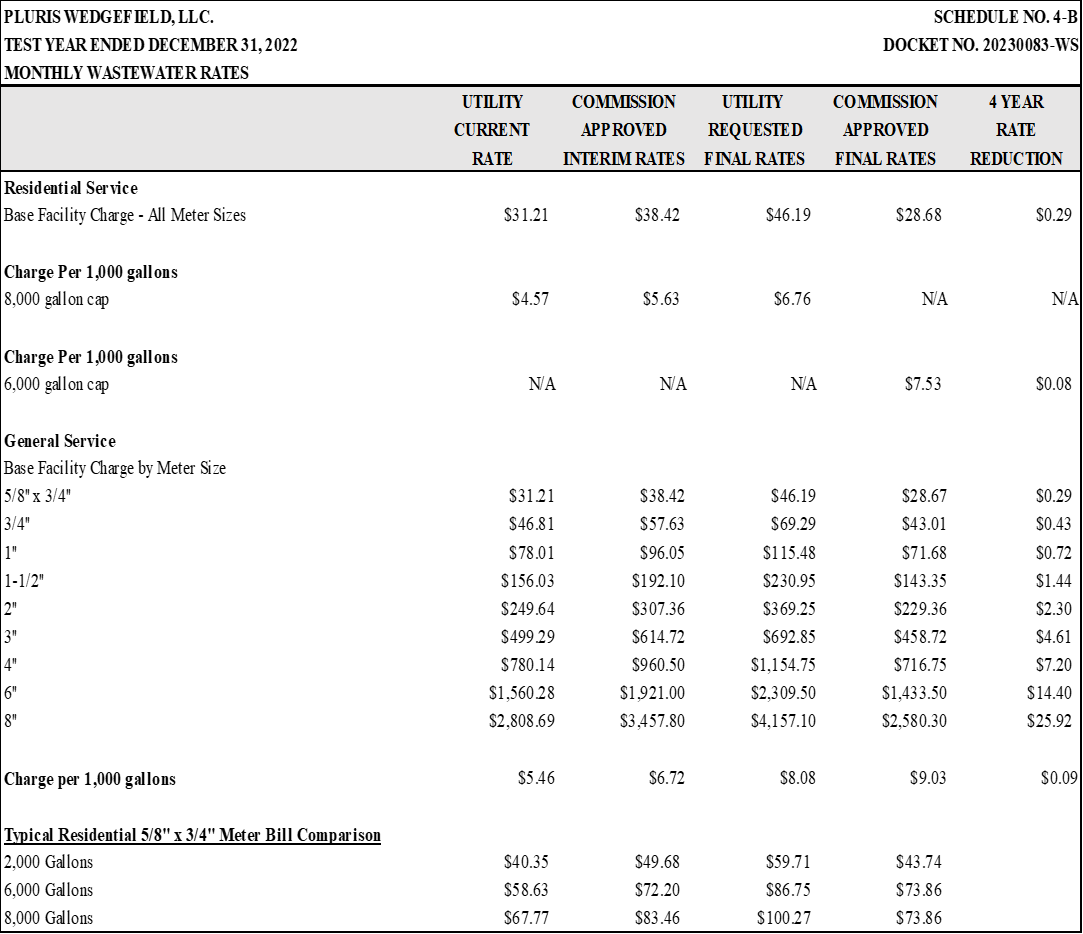 PLURIS WEDGEFIELD, LLC. SCHEDULE NO. 4-B
TEST YEAR ENDED DECEMBER 31, 2022 DOCKET NO. 20230083-WS
MONTHLY WASTEWATER RATES
UTILITY COMMISSION UTILITY COMMISSION 4 YEAR
CURRENT APPROVED REQUESTED APPROVED RATE
RATE INTERIM RATES FINAL RATES FINAL RATES REDUCTION
Residential Service
Base Facility Charge - All Meter Sizes $31.21 $38.42 $46.19 $28.68 $0.29
Charge Per 1,000 gallons
8,000 gallon cap $4.57 $5.63 $6.76 N/A N/A
Charge Per 1,000 gallons
6,000 gallon cap N/A N/A N/A $7.53 $0.08
General Service
Base Facility Charge by Meter Size
5/8" x 3/4" $31.21 $38.42 $46.19 $28.67 $0.29
3/4" $46.81 $57.63 $69.29 $43.01 $0.43
1" $78.01 $96.05 $115.48 $71.68 $0.72
1-1/2" $156.03 $192.10 $230.95 $143.35 $1.44
2" $249.64 $307.36 $369.25 $229.36 $2.30
3" $499.29 $614.72 $692.85 $458.72 $4.61
4" $780.14 $960.50 $1,154.75 $716.75 $7.20
6" $1,560.28 $1,921.00 $2,309.50 $1,433.50 $14.40
8" $2,808.69 $3,457.80 $4,157.10 $2,580.30 $25.92
Charge per 1,000 gallons $5.46 $6.72 $8.08 $9.03 $0.09
Typical Residential 5/8" x 3/4" Meter Bill Comparison
2,000 Gallons $40.35 $49.68 $59.71 $43.74
6,000 Gallons $58.63 $72.20 $86.75 $73.86
8,000 Gallons $67.77 $83.46 $100.27 $73.86